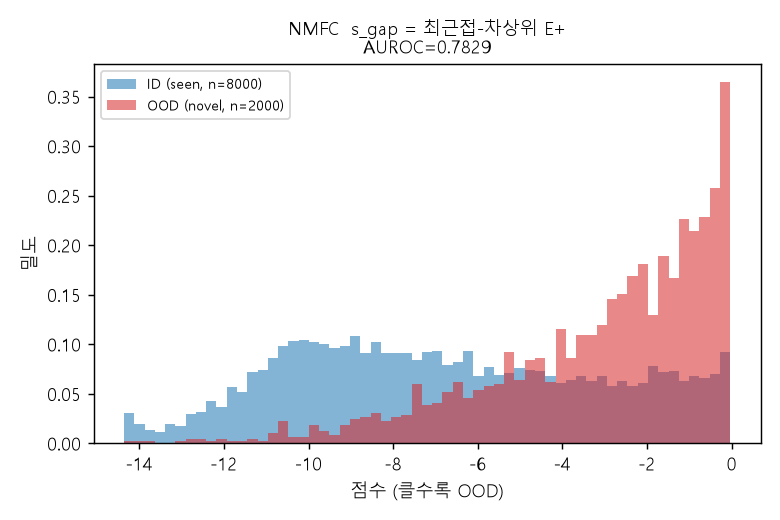 NMFC  s_gap = 최근접-차상위 E+
AUROC=0.7829
ID (seen, n=8000)
OOD (novel, n=2000)
밀도
0.35
0.30
0.25
0.20
0.15
0.10
0.05
0.00
-14
-12
-10
-8
-6
-4
-2
0
점수 (클수록 OOD)